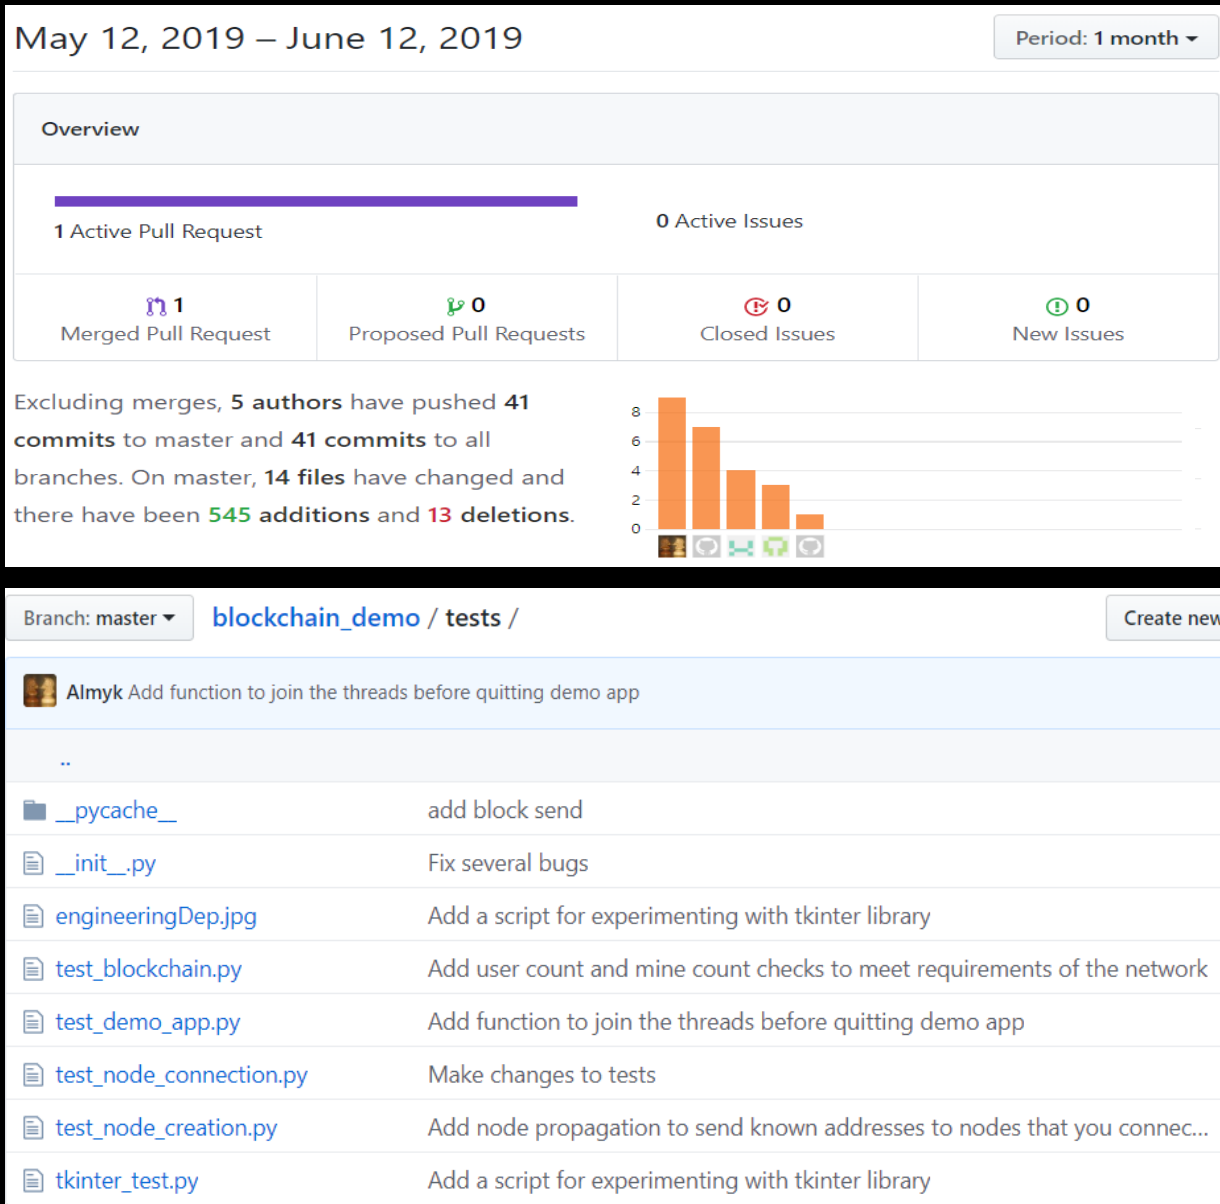 May 12, 2019 – June 12, 2019
Period: 1 month
Overview
1 Active Pull Request
0 Active Issues
1
Merged Pull Request
0
Proposed Pull Requests
0
Closed Issues
0
New Issues
Excluding merges, 5 authors have pushed 41
commits to master and 41 commits to all
branches. On master, 14 files have changed and
there have been 545 additions and 13 deletions.
8
6
4
2
0
Branch: master
blockchain_demo / tests /
Create new
Almyk Add function to join the threads before quitting demo app
..
__pycache__ add block send
__init__.py Fix several bugs
engineeringDep.jpg Add a script for experimenting with tkinter library
test_blockchain.py Add user count and mine count checks to meet requirements of the network
test_demo_app.py Add function to join the threads before quitting demo app
test_node_connection.py Make changes to tests
test_node_creation.py Add node propagation to send known addresses to nodes that you connec...
tkinter_test.py Add a script for experimenting with tkinter library